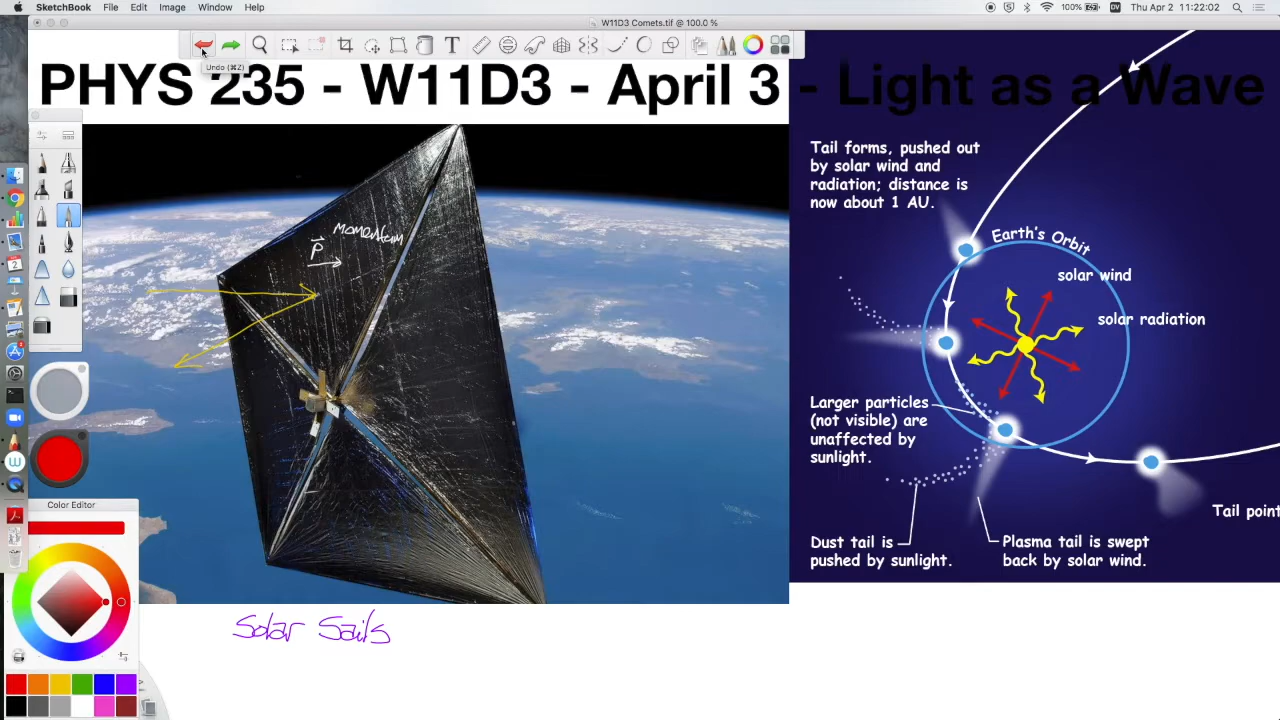 SketchBook File Edit Image Window Help
100% DV Thu Apr 2 11:22:02
W11D3 Comets.tif @ 100.0 %
T
Undo (⌘Z)
PHYS 235 - W11D3 - April 3 - Light as a Wave
Tail forms, pushed out
by solar wind and
radiation; distance is
now about 1 AU.
Earth's Orbit
solar wind
solar radiation
momentum
P
Larger particles
(not visible) are
unaffected by
sunlight.
Dust tail is
pushed by sunlight.
Plasma tail is swept
back by solar wind.
Tail point
Color Editor
Solar Sails